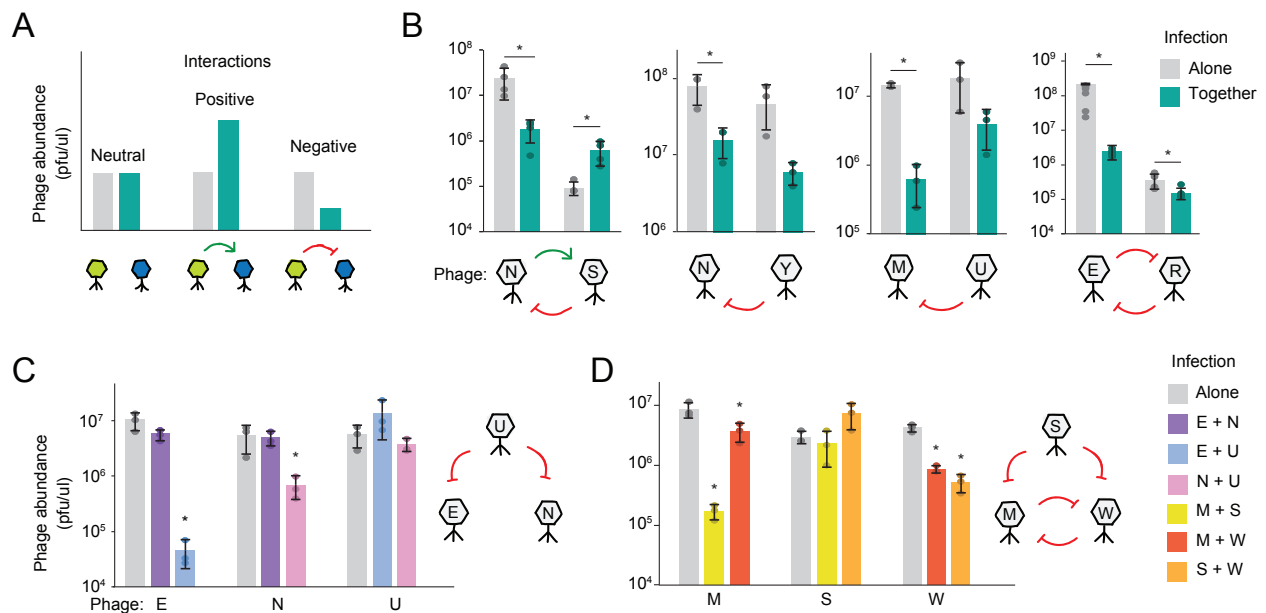 A
Interactions
Positive
Neutral
Negative
Phage abundance
(pfu/ul)
B
10⁸
10⁷
10⁶
10⁵
10⁴
*
*
10⁸
10⁷
10⁶
*
10⁷
10⁶
10⁵
*
10⁹
10⁸
10⁷
10⁶
10⁵
10⁴
*
*
Infection
Alone
Together
Phage:
N
S
N
Y
M
U
E
R
C
Phage abundance
(pfu/ul)
10⁷
10⁶
10⁵
10⁴
*
*
Phage:
E
N
U
U
E
N
D
10⁷
10⁶
10⁵
10⁴
*
*
*
*
M
S
W
S
M
W
Infection
Alone
E + N
E + U
N + U
M + S
M + W
S + W